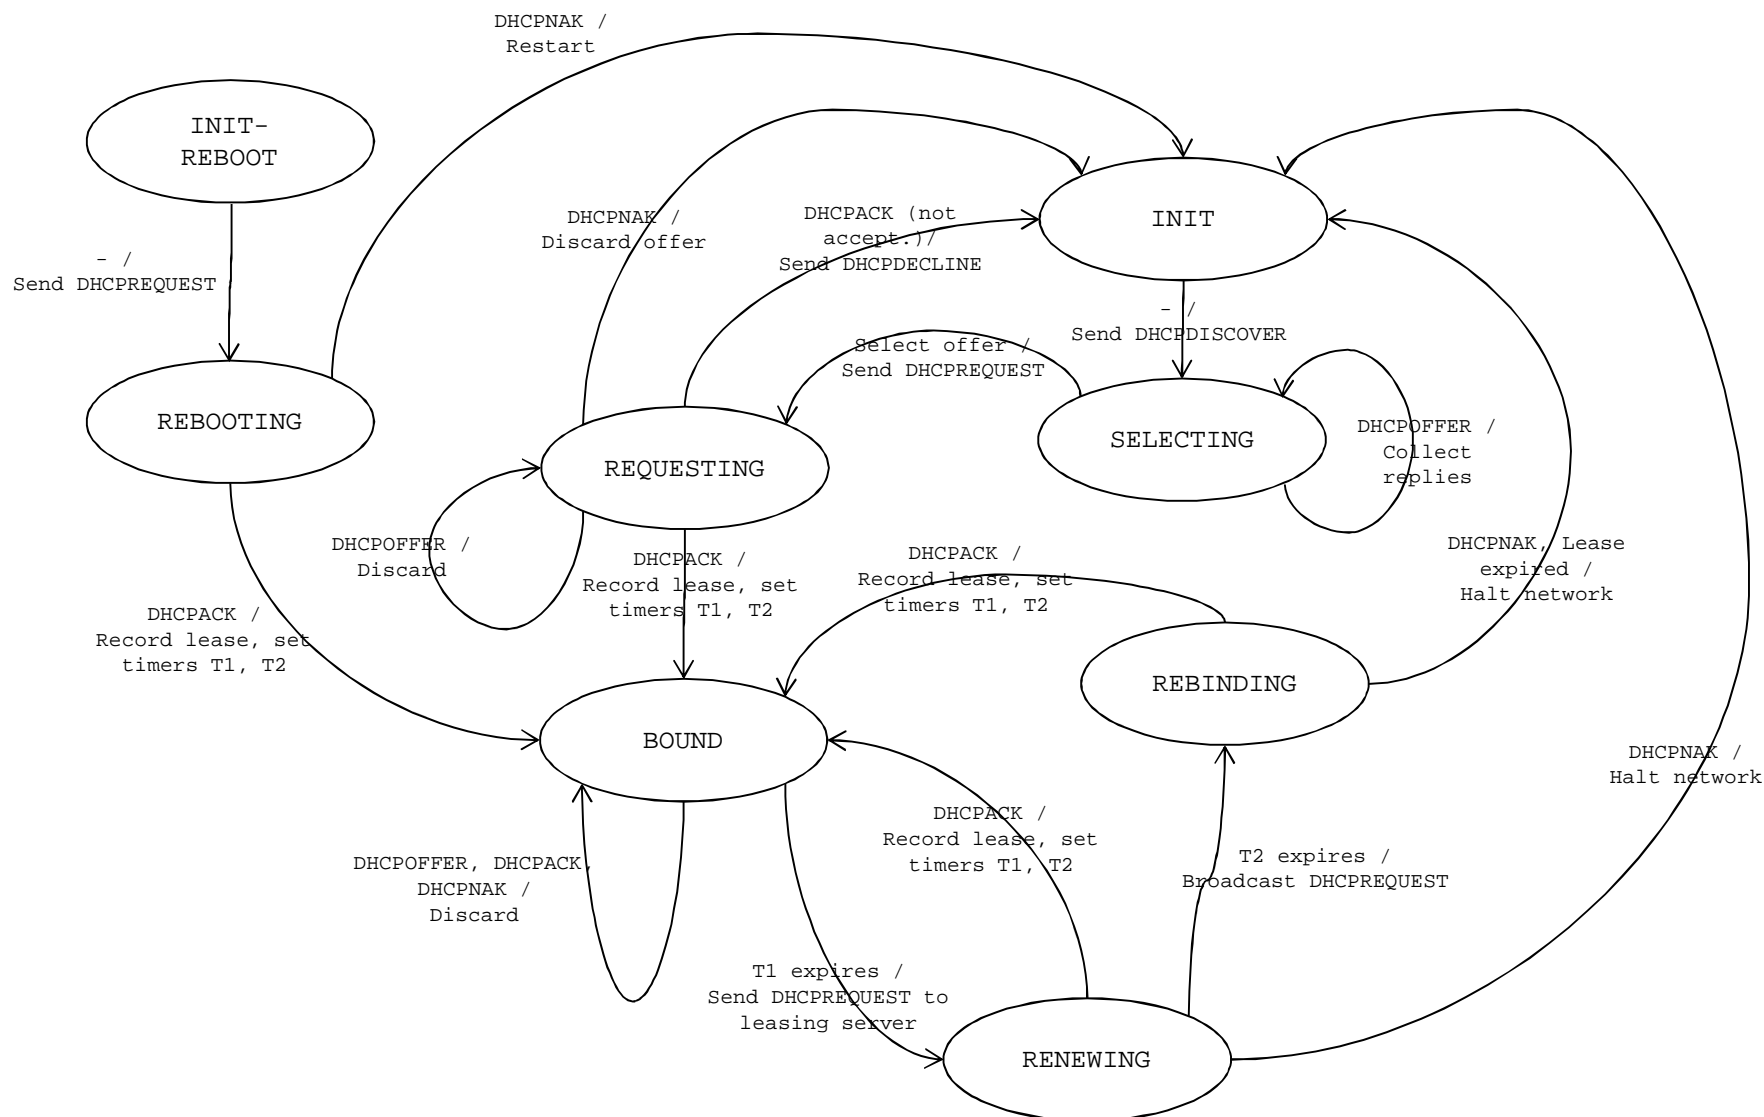 DHCPNAK /
Restart
INIT-
REBOOT
DHCPNAK /
Discard offer
DHCPACK (not
accept.)/
Send DHCPDECLINE
INIT
- /
Send DHCPREQUEST
- /
Send DHCPDISCOVER
Select offer /
Send DHCPREQUEST
REBOOTING
REQUESTING
SELECTING
DHCPOFFER /
Collect
replies
DHCPOFFER /
Discard
DHCPACK /
Record lease, set
timers T1, T2
DHCPACK /
Record lease, set
timers T1, T2
DHCPNAK, Lease
expired /
Halt network
DHCPACK /
Record lease, set
timers T1, T2
REBINDING
BOUND
DHCPNAK /
Halt network
DHCPACK /
Record lease, set
timers T1, T2
DHCPOFFER, DHCPACK,
DHCPNAK /
Discard
T2 expires /
Broadcast DHCPREQUEST
T1 expires /
Send DHCPREQUEST to
leasing server
RENEWING